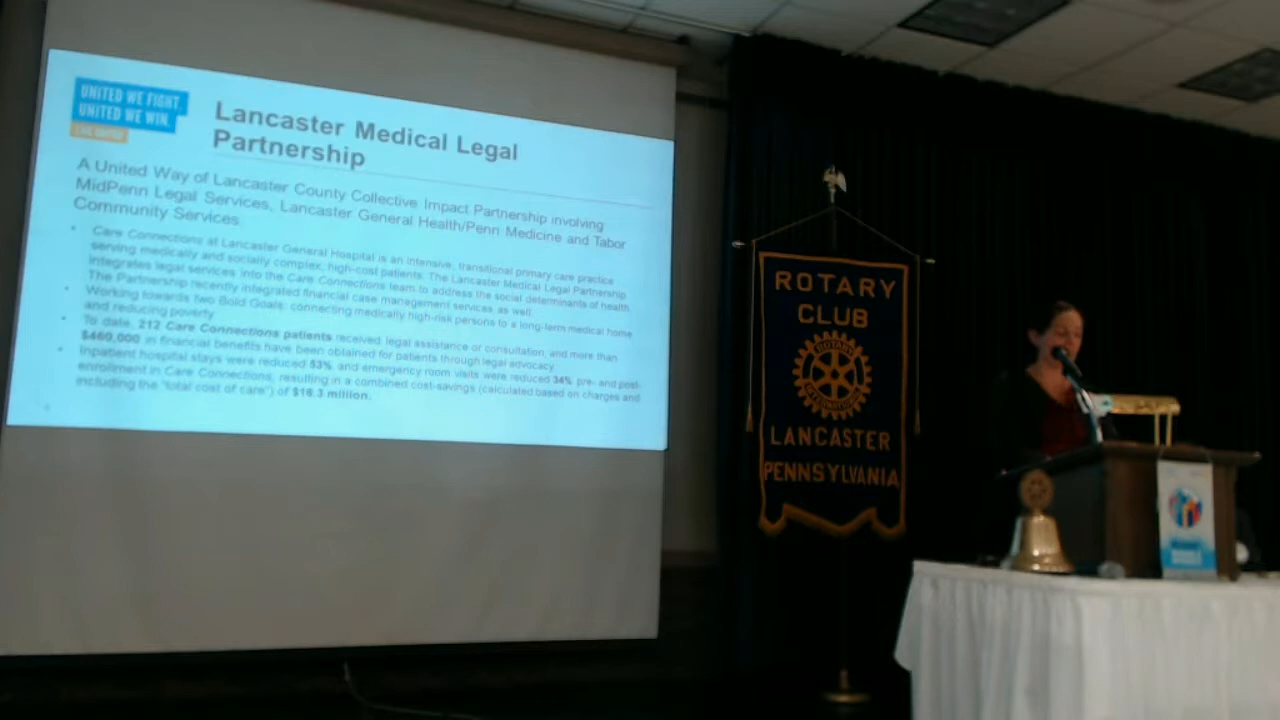 UNITED WE FIGHT.
UNITED WE WIN.
LIVE UNITED
Lancaster Medical Legal
Partnership
A United Way of Lancaster County Collective Impact Partnership involving
MidPenn Legal Services, Lancaster General Health/Penn Medicine and Tabor
Community Services.
• Care Connections at Lancaster General Hospital is an intensive, transitional primary care practice
serving medically and socially complex, high-cost patients. The Lancaster Medical Legal Partnership
integrates legal services into the Care Connections team to address the social determinants of health.
The Partnership recently integrated financial case management services as well.
• Working towards two Bold Goals: connecting medically high-risk persons to a long-term medical home
and reducing poverty
• To date, 212 Care Connections patients received legal assistance or consultation, and more than
$460,000 in financial benefits have been obtained for patients through legal advocacy.
• Inpatient hospital stays were reduced 53%, and emergency room visits were reduced 34% pre- and post-
enrollment in Care Connections, resulting in a combined cost-savings (calculated based on charges and
including the "total cost of care") of $16.3 million.
ROTARY
CLUB
ROTARY
INTERNATIONAL
LANCASTER
PENNSYLVANIA